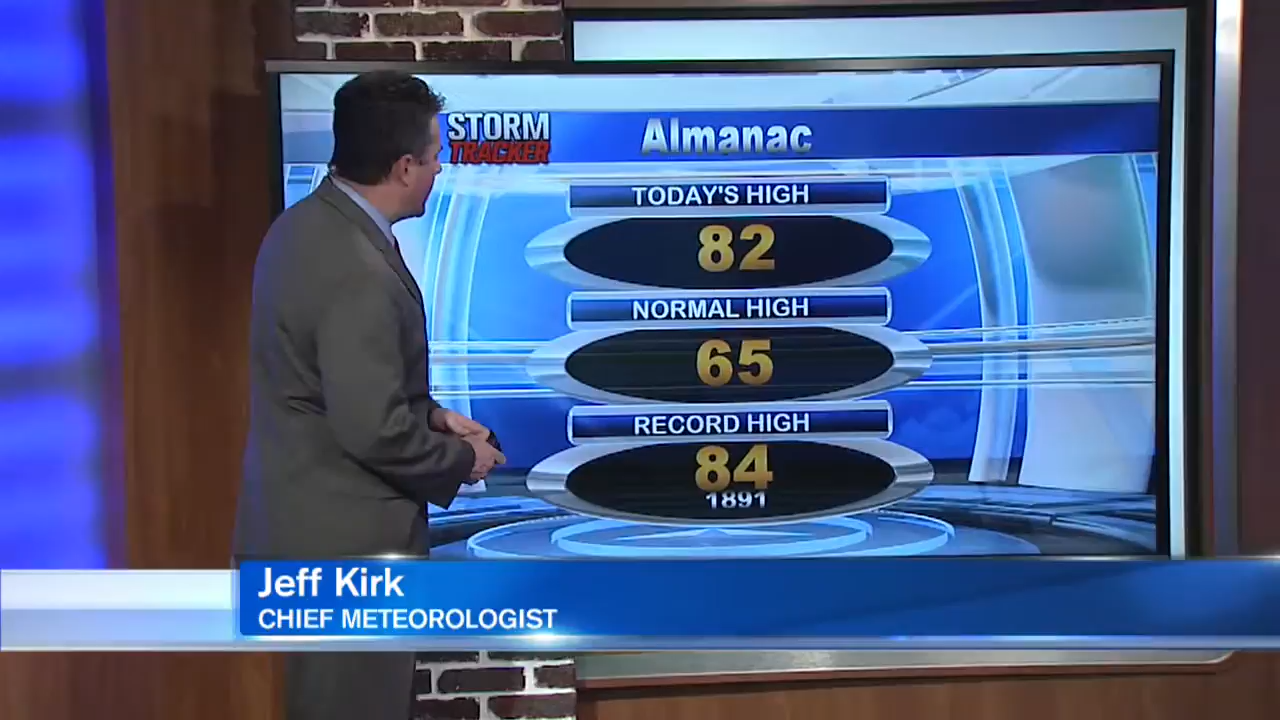 STORM
TRACKER
Almanac
TODAY'S HIGH
82
NORMAL HIGH
65
RECORD HIGH
84
1891
Jeff Kirk
CHIEF METEOROLOGIST